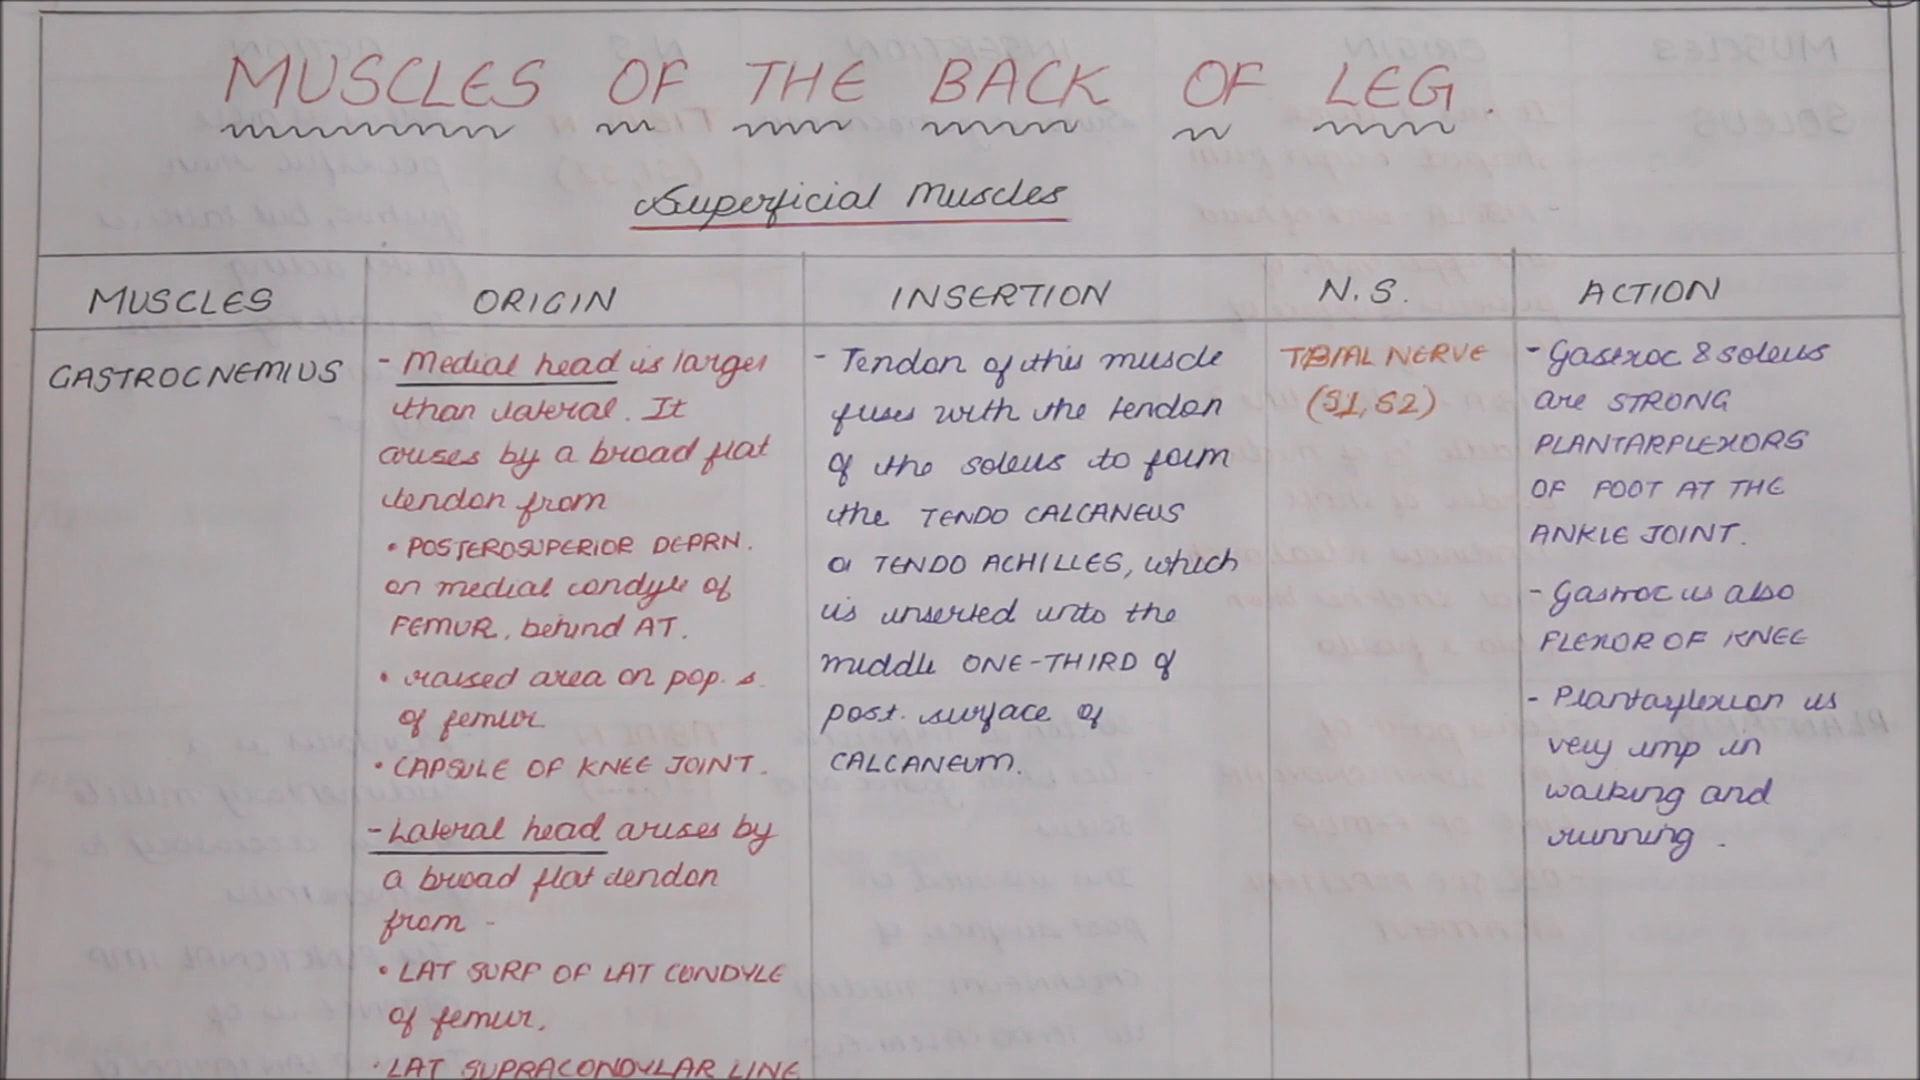 MUSCLES OF THE BACK OF LEG.
Superficial Muscles
MUSCLES
ORIGIN
INSERTION
N.S.
ACTION
GASTROCNEMIUS
- Medial head is larger
than lateral. It
arises by a broad flat
tendon from
• POSTEROSUPERIOR DEPRN.
on medial condyle of
FEMUR, behind AT.
• raised area on pop. s.
of femur
• CAPSULE OF KNEE JOINT.
- Lateral head arises by
a broad flat tendon
from -
• LAT SURF OF LAT CONDYLE
of femur.
• LAT SUPRACONDYLAR LINE
- Tendon of this muscle
fuses with the tendon
of the soleus to form
the TENDO CALCANEUS
or TENDO ACHILLES, which
is inserted into the
middle ONE-THIRD of
post. surface of
CALCANEUM.
TIBIAL NERVE
(S1, S2)
- Gastroc & soleus
are STRONG
PLANTARFLEXORS
OF FOOT AT THE
ANKLE JOINT.
- Gastroc is also
FLEXOR OF KNEE
- Plantarflexion is
very imp in
walking and
running.